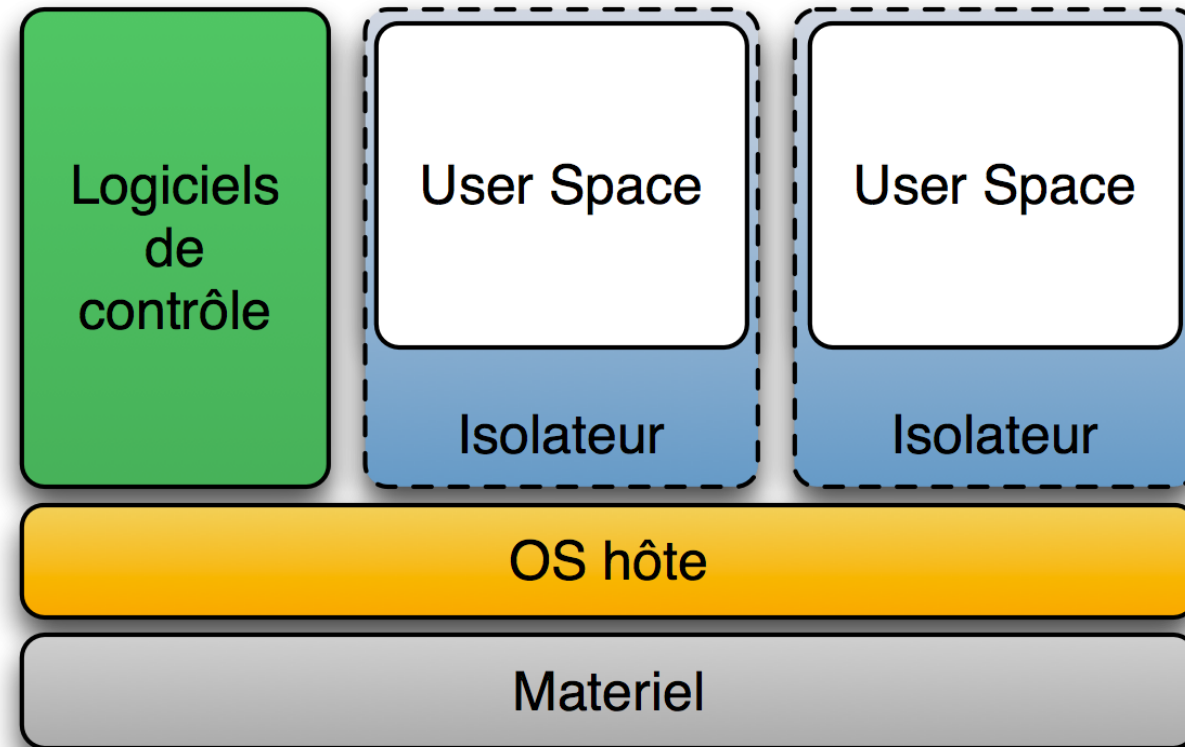 Logiciels
de
contrôle
User Space
User Space
Isolateur
Isolateur
OS hôte
Materiel